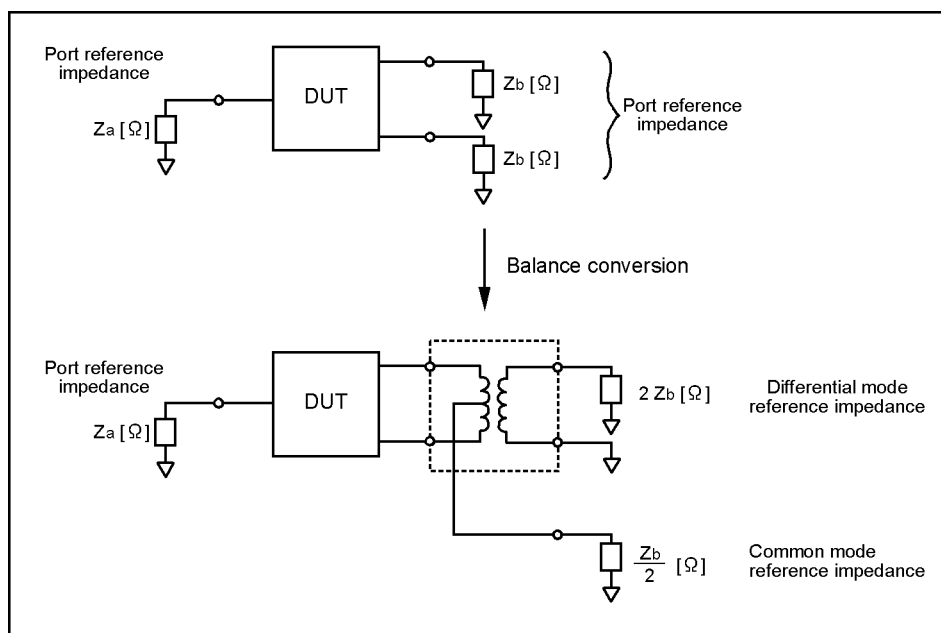 Port reference
impedance
Za [Ω]
DUT
Zb [Ω]
Zb [Ω]
Port reference
impedance
Balance conversion
Port reference
impedance
Za [Ω]
DUT
2 Zb [Ω]
Differential mode
reference impedance
Zb
2
[Ω]
Common mode
reference impedance